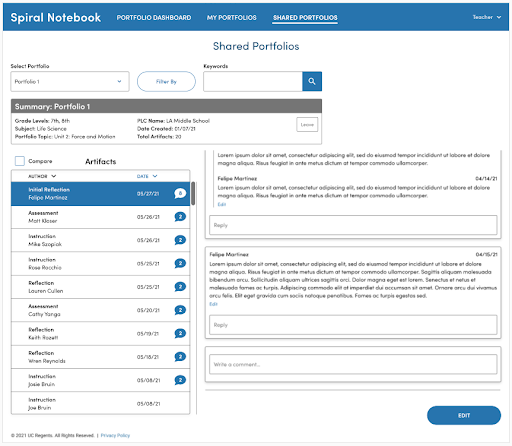 Spiral Notebook
PORTFOLIO DASHBOARD
MY PORTFOLIOS
SHARED PORTFOLIOS
Teacher
Shared Portfolios
Select Portfolio
Portfolio 1
Filter By
Keywords
Summary: Portfolio 1
Grade Levels: 7th, 8th
Subject: Life Science
Portfolio Topic: Unit 2: Force and Motion
PLC Name: LA Middle School
Date Created: 01/07/21
Total Artifacts: 20
Leave
Compare
Artifacts
AUTHOR
DATE
Initial Reflection
Felipe Martinez
05/27/21
Assessment
Matt Kloser
05/26/21
2
Instruction
Mike Szopiak
05/26/21
2
Instruction
Rose Rocchio
05/25/21
2
Reflection
Lauren Cullen
05/25/21
2
Assessment
Cathy Yanga
05/20/21
2
Reflection
Keith Rozett
05/19/21
2
Reflection
Wren Reynolds
05/18/21
2
Instruction
Josie Bruin
05/08/21
2
Instruction
Joe Bruin
05/08/21
Lorem ipsum dolor sit amet, consectetur adipiscing elit, sed do eiusmod tempor incididunt ut labore et dolore
magna aliqua. Risus feugiat in ante metus dictum at tempor commodo ullamcorper.
Felipe Martinez
04/14/21
Lorem ipsum dolor sit amet, consectetur adipiscing elit, sed do eiusmod tempor incididunt ut labore et dolore
magna aliqua. Risus feugiat in ante metus dictum at tempor commodo ullamcorper.
Edit
Reply
Felipe Martinez
04/15/21
Lorem ipsum dolor sit amet, consectetur adipiscing elit, sed do eiusmod tempor incididunt ut labore et dolore
magna aliqua. Risus feugiat in ante metus dictum at tempor commodo ullamcorper. Sagittis aliquam malesuada
bibendum arcu. Sollicitudin aliquam ultrices sagittis orci. Dolor magna eget est lorem. Senectus et netus et
malesuada fames ac turpis. Adipiscing commodo elit at imperdiet dui accumsan sit amet. Ornare arcu dui vivamus
arcu felis. Elit eget gravida cum sociis natoque penatibus. Fames ac turpis egestas sed.
Edit
Reply
Write a comment...
EDIT
© 2021 UC Regents. All Rights Reseved. | Privacy Policy